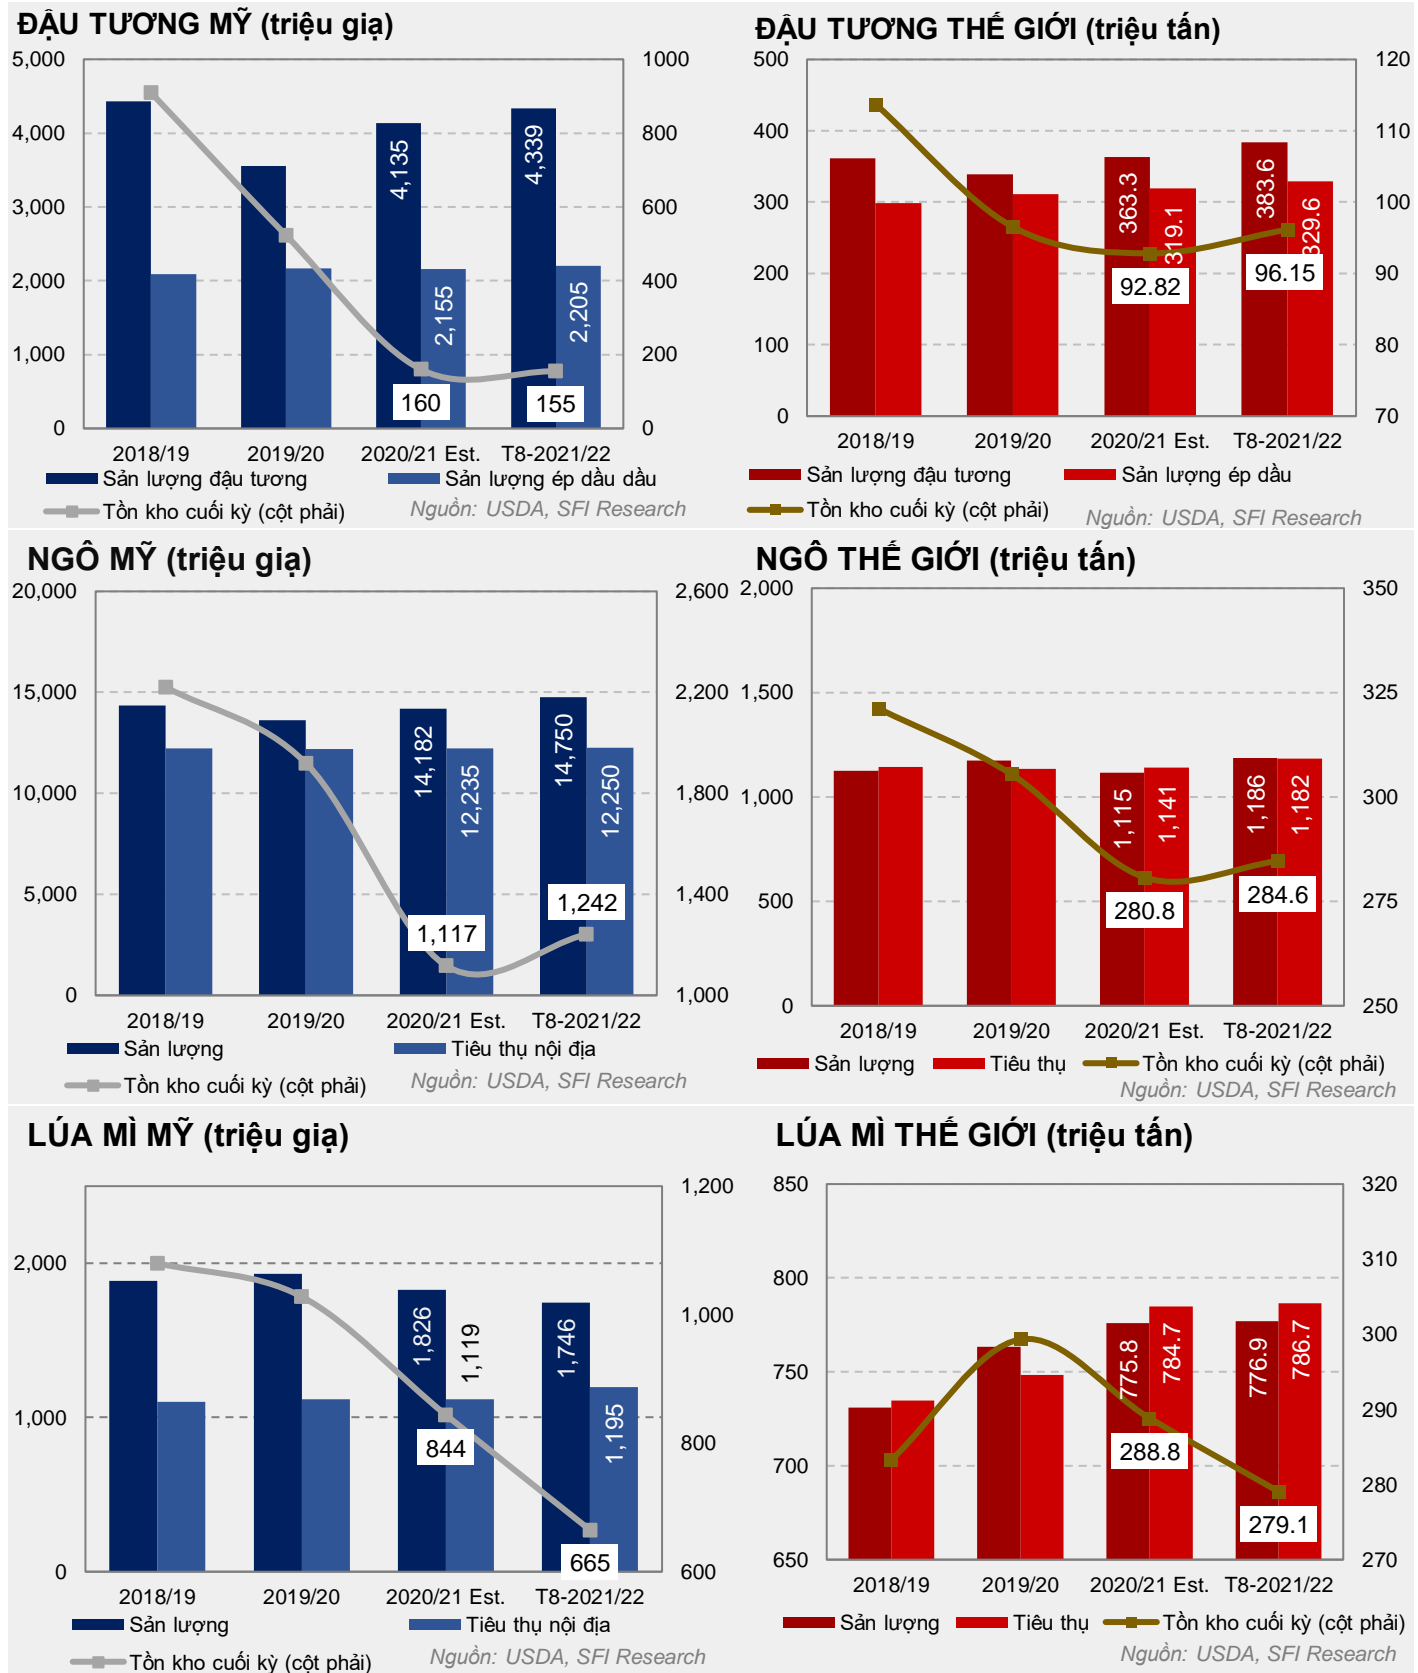 ĐẬU TƯƠNG MỸ (triệu giạ)
5,000
4,000
3,000
2,000
1,000
0
1000
800
600
400
200
0
4,135
2,155
4,339
2,205
160
155
2018/19
2019/20
2020/21 Est.
T8-2021/22
Sản lượng đậu tương
Sản lượng ép dầu dầu
Tồn kho cuối kỳ (cột phải)
Nguồn: USDA, SFI Research
ĐẬU TƯƠNG THẾ GIỚI (triệu tấn)
500
400
300
200
100
0
120
110
100
90
80
70
363.3
319.1
383.6
329.6
92.82
96.15
2018/19
2019/20
2020/21 Est.
T8-2021/22
Sản lượng đậu tương
Sản lượng ép dầu
Tồn kho cuối kỳ (cột phải)
Nguồn: USDA, SFI Research
NGÔ MỸ (triệu giạ)
20,000
15,000
10,000
5,000
0
2,600
2,200
1,800
1,400
1,000
14,182
12,235
14,750
12,250
1,117
1,242
2018/19
2019/20
2020/21 Est.
T8-2021/22
Sản lượng
Tiêu thụ nội địa
Tồn kho cuối kỳ (cột phải)
Nguồn: USDA, SFI Research
NGÔ THẾ GIỚI (triệu tấn)
2,000
1,500
1,000
500
0
350
325
300
275
250
1,115
1,141
1,186
1,182
280.8
284.6
2018/19
2019/20
2020/21 Est.
T8-2021/22
Sản lượng
Tiêu thụ
Tồn kho cuối kỳ (cột phải)
Nguồn: USDA, SFI Research
LÚA MÌ MỸ (triệu giạ)
2,000
1,000
0
1,200
1,000
800
600
1,826
1,119
1,746
1,195
844
665
2018/19
2019/20
2020/21 Est.
T8-2021/22
Sản lượng
Tiêu thụ nội địa
Tồn kho cuối kỳ (cột phải)
Nguồn: USDA, SFI Research
LÚA MÌ THẾ GIỚI (triệu tấn)
850
800
750
700
650
320
310
300
290
280
270
775.8
784.7
776.9
786.7
288.8
279.1
2018/19
2019/20
2020/21 Est.
T8-2021/22
Sản lượng
Tiêu thụ
Tồn kho cuối kỳ (cột phải)
Nguồn: USDA, SFI Research